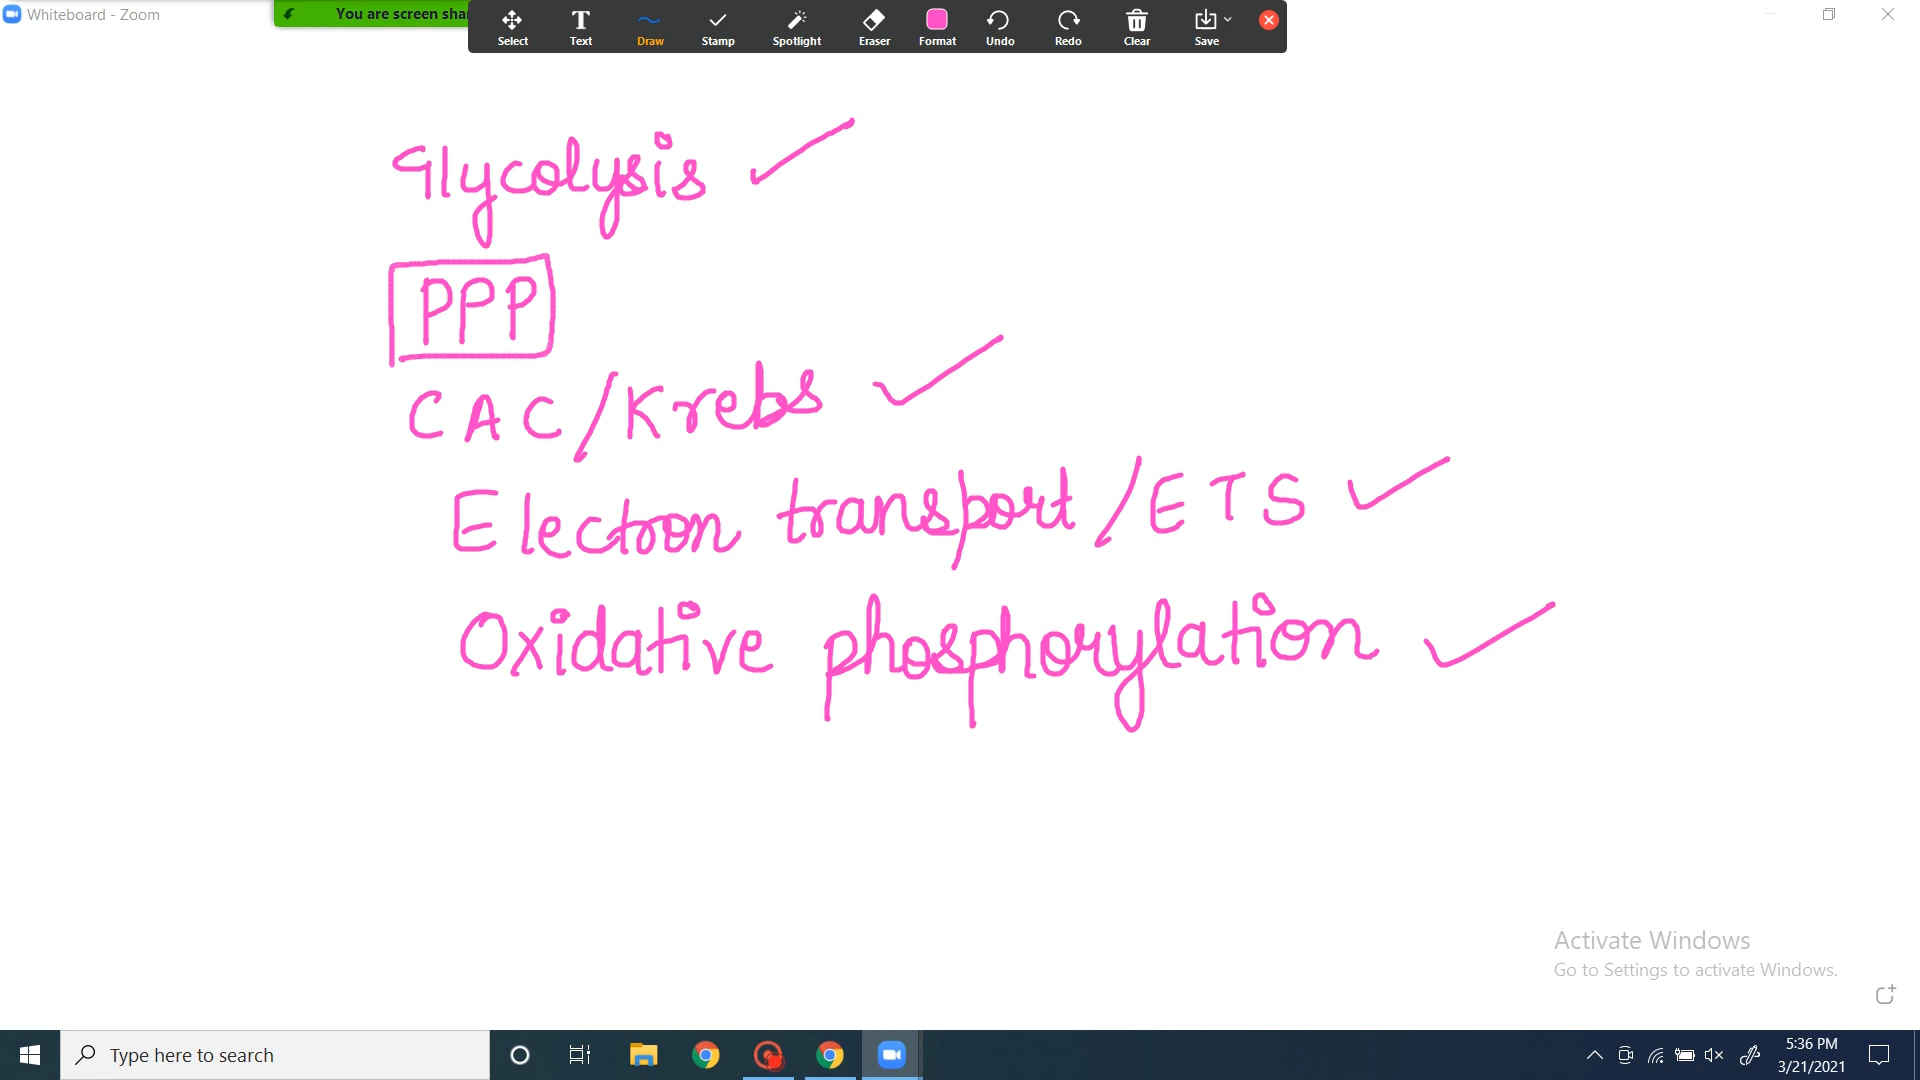 Whiteboard - Zoom
You are screen sha
Select Text Draw Stamp Spotlight Eraser Format Undo Redo Clear Save
Glycolysis
PPP
CAC/Krebs
Electron transport/ETS
Oxidative phosphorylation
Activate Windows
Go to Settings to activate Windows.
Type here to search
5:36 PM
3/21/2021